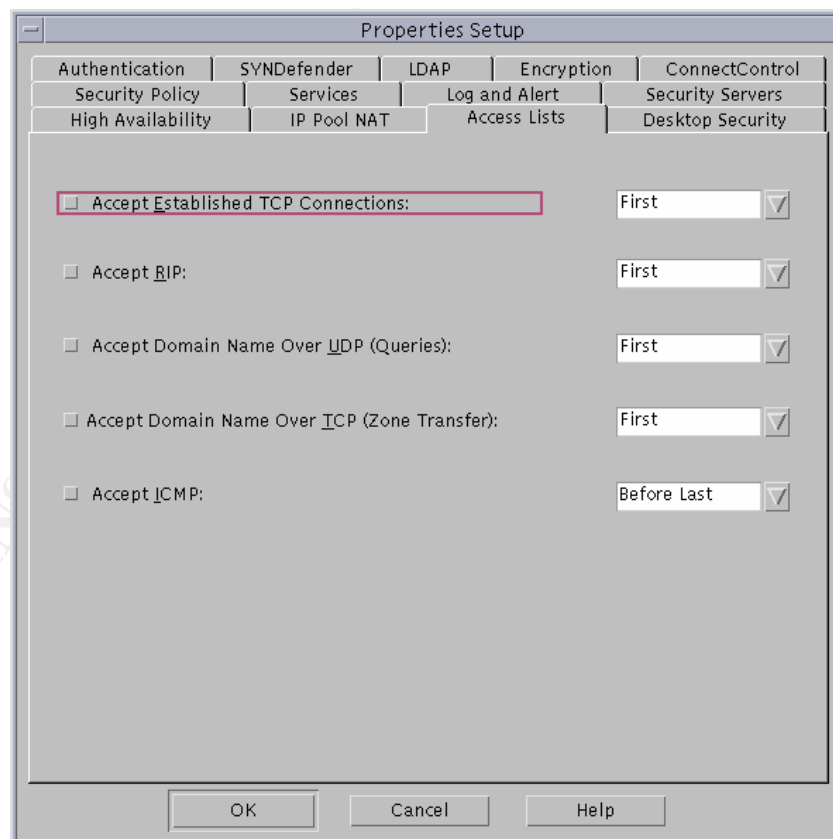 Properties Setup
Authentication SYNDefender LDAP Encryption ConnectControl
Security Policy Services Log and Alert Security Servers
High Availability IP Pool NAT Access Lists Desktop Security
Accept Established TCP Connections: First
Accept RIP: First
Accept Domain Name Over UDP (Queries): First
Accept Domain Name Over TCP (Zone Transfer): First
Accept ICMP: Before Last
OK Cancel Help